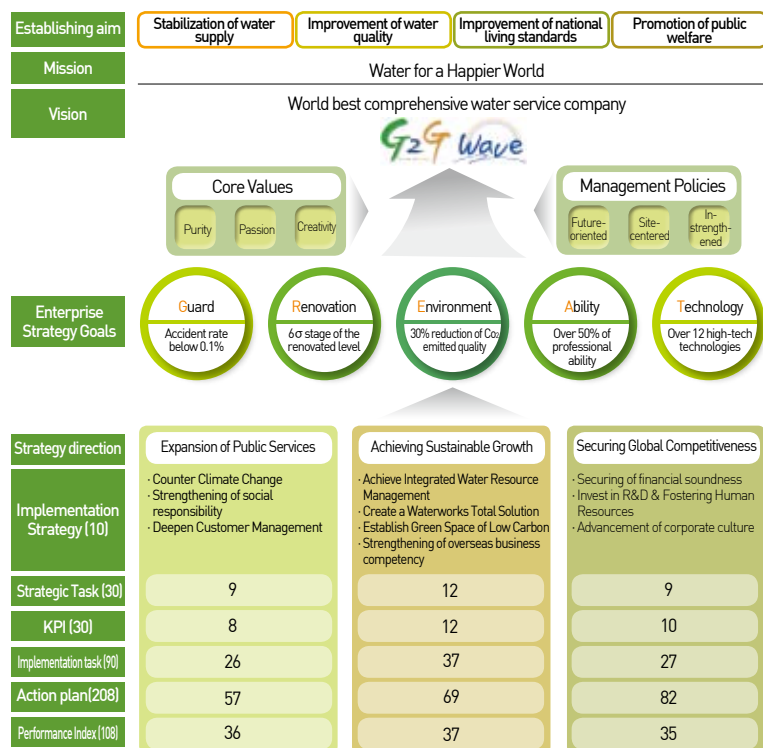 Establishing aim
Stabilization of water
supply
Improvement of water
quality
Improvement of national
living standards
Promotion of public
welfare
Mission
Water for a Happier World
Vision
World best comprehensive water service company
G2G Wave
Core Values
Purity
Passion
Creativity
Management Policies
Future-
oriented
Site-
centered
In-
strength-
ened
Enterprise
Strategy Goals
Guard
Accident rate
below 0.1%
Renovation
6σ stage of the
renovated level
Environment
30% reduction of Co2
emitted quality
Ability
Over 50% of
professional
ability
Technology
Over 12 high-tech
technologies
Strategy direction
Expansion of Public Services
Achieving Sustainable Growth
Securing Global Competitiveness
Implementation
Strategy (10)
· Counter Climate Change
· Strengthening of social
responsibility
· Deepen Customer Management
· Achieve Integrated Water Resource
Management
· Create a Waterworks Total Solution
· Establish Green Space of Low Carbon
· Strengthening of overseas business
competency
· Securing of financial soundness
· Invest in R&D & Fostering Human
Resources
· Advancement of corporate culture
Strategic Task (30)
9
12
9
KPI (30)
8
12
10
Implementation task (90)
26
37
27
Action plan(208)
57
69
82
Performance Index (108)
36
37
35